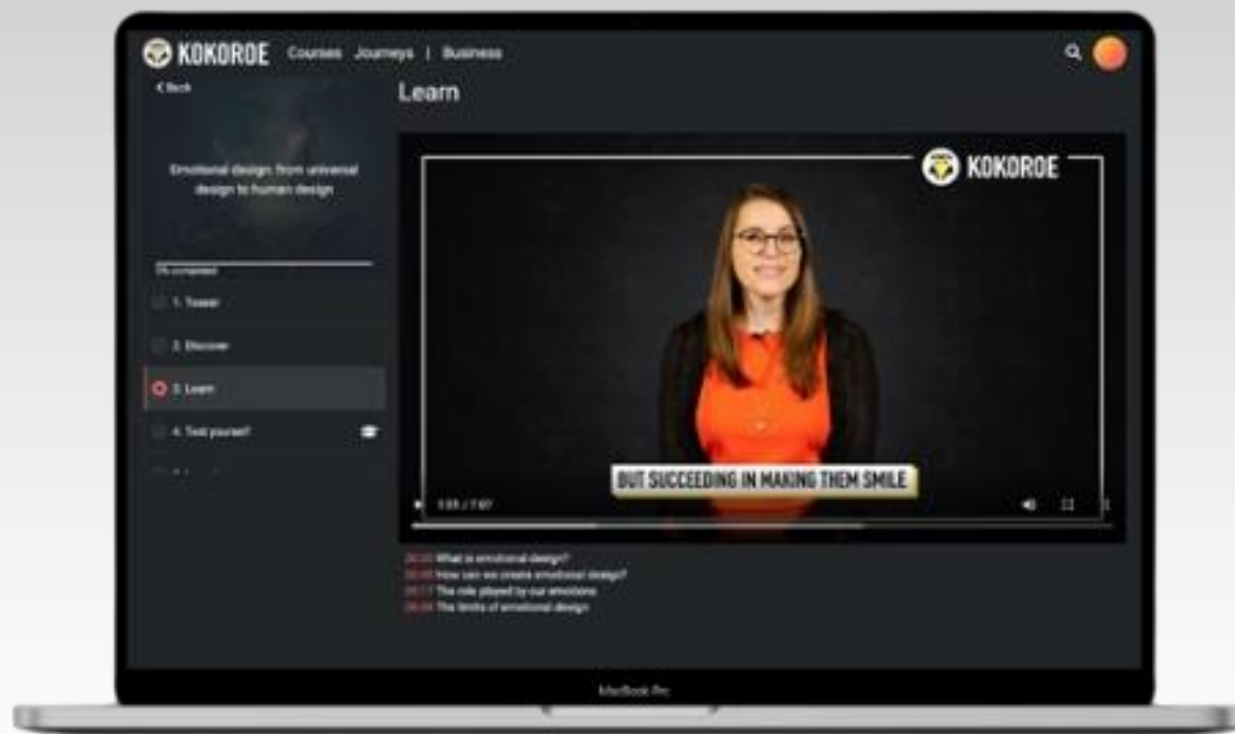 KOKOROE Courses Journeys | Business
Back
Learn
Emotional design, from universal
design to human design
KOKOROE
completed
1. Teaser
2. Discover
3. Learn
4. Test yourself
BUT SUCCEEDING IN MAKING THEM SMILE
What is emotional design?
How can we create emotional design?
The role played by our emotions
The limits of emotional design
MacBook Pro